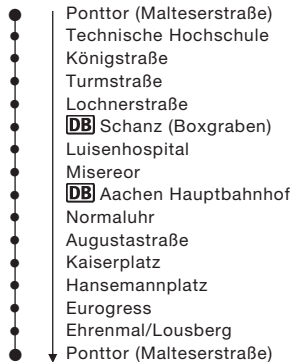 Ponttor (Malteserstraße)
Technische Hochschule
Königstraße
Turmstraße
Lochnerstraße
DB Schanz (Boxgraben)
Luisenhospital
Misereor
DB Aachen Hauptbahnhof
Normaluhr
Augustastraße
Kaiserplatz
Hansemannplatz
Eurogress
Ehrenmal/Lousberg
Ponttor (Malteserstraße)